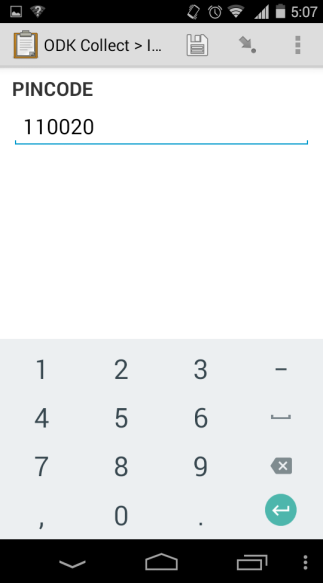 5:07
ODK Collect > I...
PINCODE
110020
1 2 3 -
4 5 6
7 8 9
, 0 .